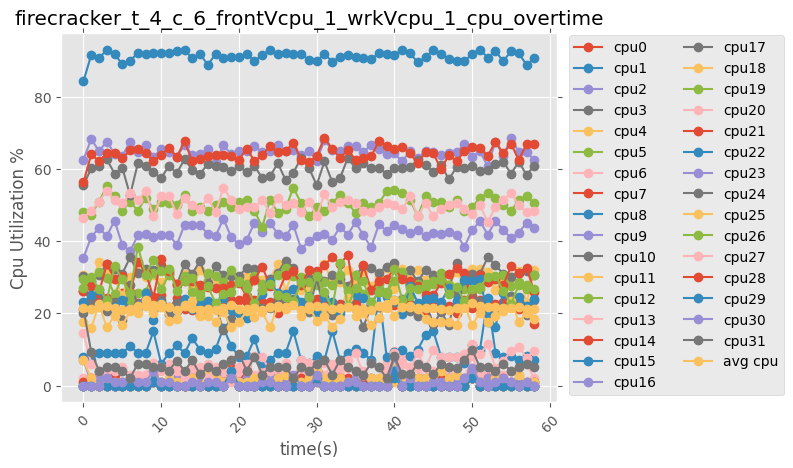 firecracker_t_4_c_6_frontVcpu_1_wrkVcpu_1_cpu_overtime
Cpu Utilization %
80
60
40
20
0
0
10
20
30
40
50
60
time(s)
cpu0
cpu1
cpu2
cpu3
cpu4
cpu5
cpu6
cpu7
cpu8
cpu9
cpu10
cpu11
cpu12
cpu13
cpu14
cpu15
cpu16
cpu17
cpu18
cpu19
cpu20
cpu21
cpu22
cpu23
cpu24
cpu25
cpu26
cpu27
cpu28
cpu29
cpu30
cpu31
avg cpu